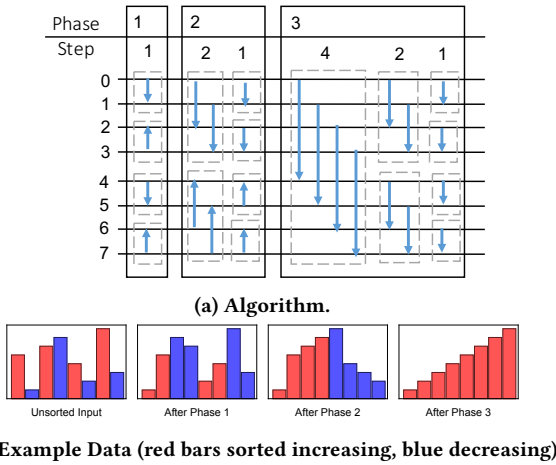 Phase 1 2 3
Step 1 2 1 4 2 1
0
1
2
3
4
5
6
7
(a) Algorithm.
Unsorted Input After Phase 1 After Phase 2 After Phase 3
Example Data (red bars sorted increasing, blue decreasing)